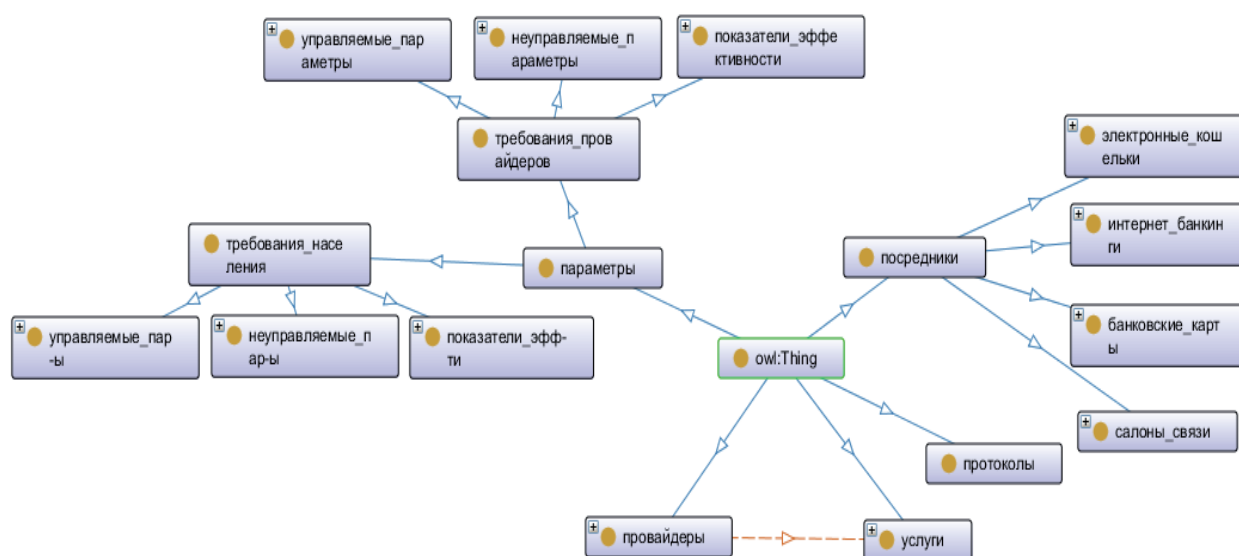 управляемые_пар
аметры
неуправляемые_п
араметры
показатели_эффе
ктивности
требования_пров
айдеров
электронные_кош
ельки
интернет_банкин
ги
посредники
банковские_карт
ы
салоны_связи
требования_насе
ления
параметры
управляемые_пар
-ы
неуправляемые_п
ар-ы
показатели_эфф-
ти
owl:Thing
протоколы
провайдеры
услуги